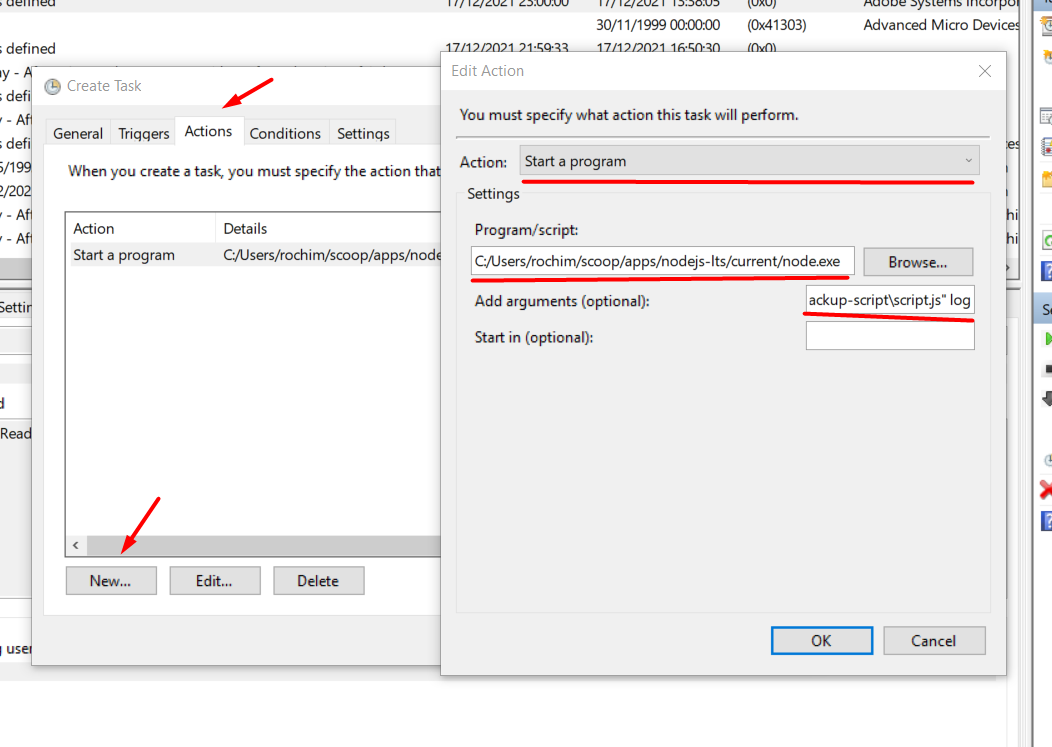 s defined
17/12/2021 23:00:00 17/12/2021 13:58:05 (0x0) Adobe Systems Incorpor
30/11/1999 00:00:00 (0x41303) Advanced Micro Devices
s defined
17/12/2021 21:59:33 17/12/2021 16:50:30 (0x0)
Create Task
General
Triggers
Actions
Conditions
Settings
When you create a task, you must specify the action that
Action Details
Start a program C:/Users/rochim/scoop/apps/node
New...
Edit...
Delete
Edit Action
You must specify what action this task will perform.
Action: Start a program
Settings
Program/script:
C:/Users/rochim/scoop/apps/nodejs-lts/current/node.exe
Browse...
Add arguments (optional): ackup-script\script.js" log
Start in (optional):
OK
Cancel
Settin
d
Read
g user